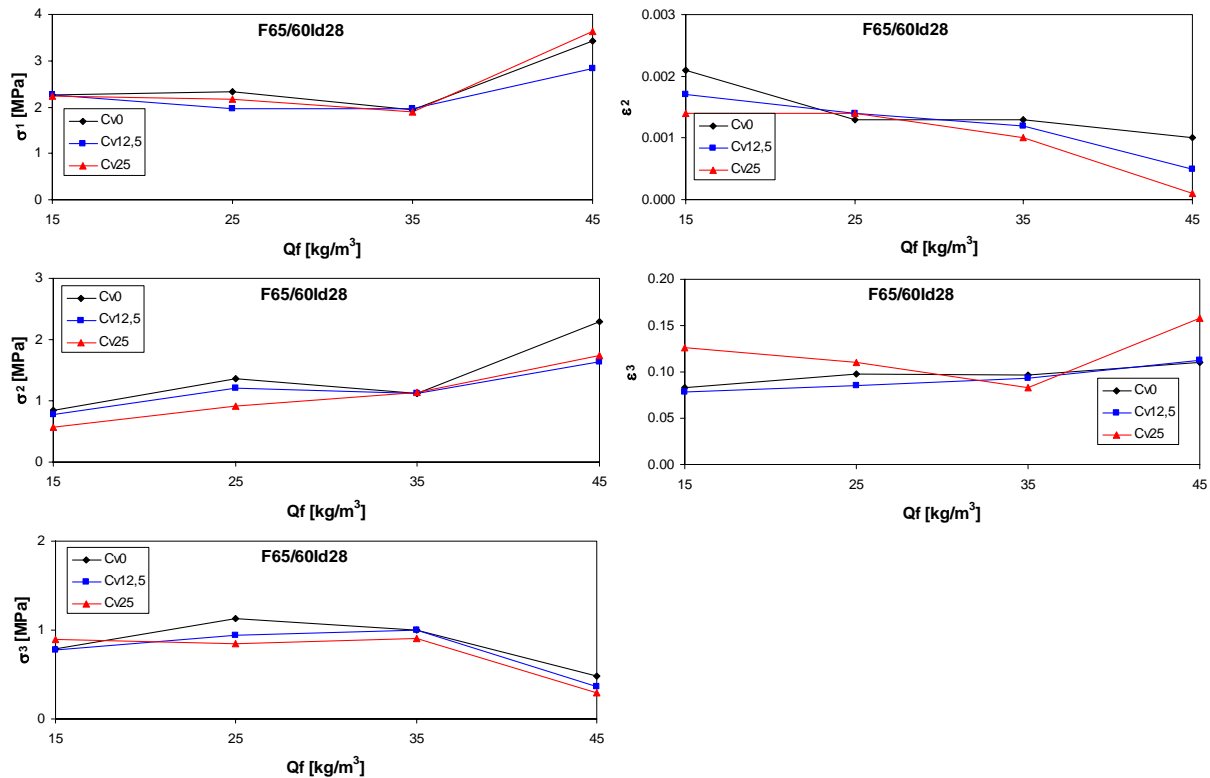 F65/60Id28
σ1 [MPa]
4
3
2
1
0
Cv0
Cv12,5
Cv25
15 25 35 45
Qf [kg/m³]
F65/60Id28
ε2
0.003
0.002
0.001
0.000
Cv0
Cv12,5
Cv25
15 25 35 45
Qf [kg/m³]
F65/60Id28
σ2 [MPa]
3
2
1
0
Cv0
Cv12,5
Cv25
15 25 35 45
Qf [kg/m³]
F65/60Id28
ε3
0.20
0.15
0.10
0.05
0.00
Cv0
Cv12,5
Cv25
15 25 35 45
Qf [kg/m³]
F65/60Id28
σ3 [MPa]
2
1
0
Cv0
Cv12,5
Cv25
15 25 35 45
Qf [kg/m³]